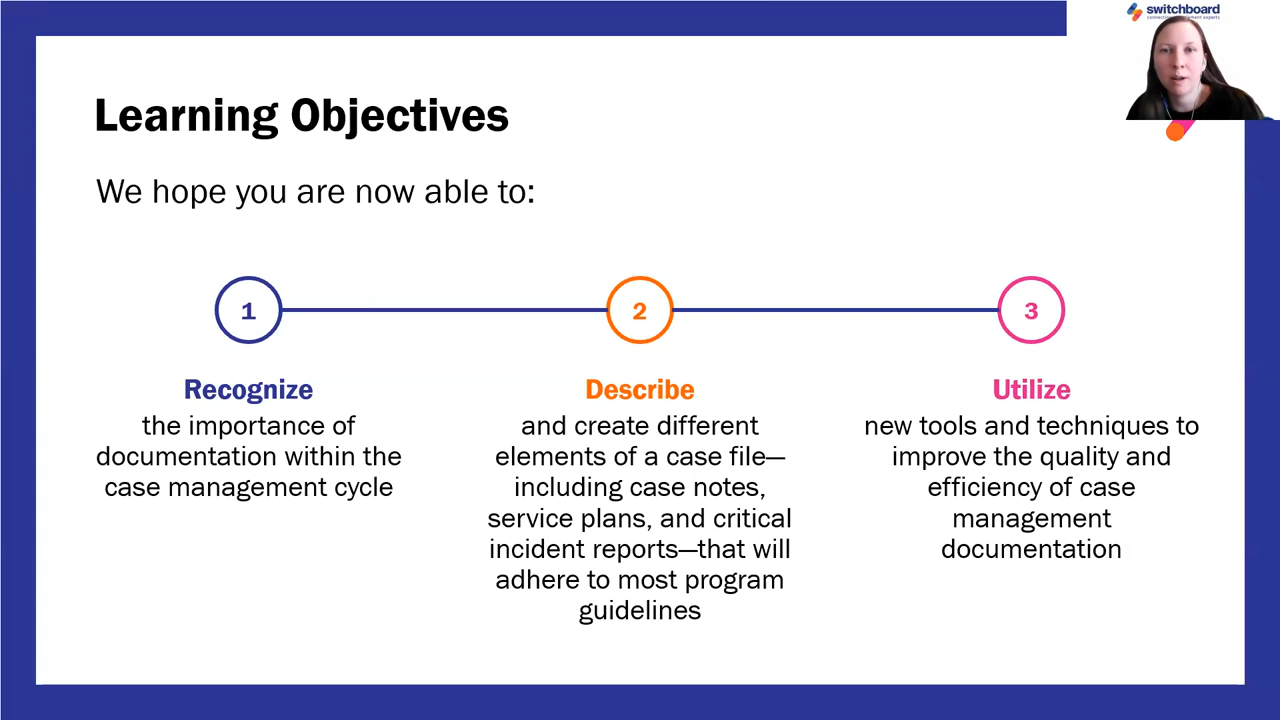 switchboard
Learning Objectives
We hope you are now able to:
1
2
3
Recognize
the importance of
documentation within the
case management cycle
Describe
and create different
elements of a case file—
including case notes,
service plans, and critical
incident reports—that will
adhere to most program
guidelines
Utilize
new tools and techniques to
improve the quality and
efficiency of case
management
documentation